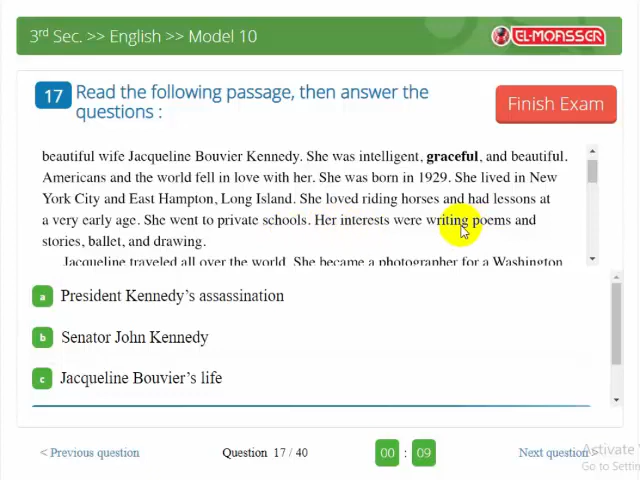 3rd Sec. >> English >> Model 10
EL-MOASSER
17
Read the following passage, then answer the
questions :
Finish Exam
beautiful wife Jacqueline Bouvier Kennedy. She was intelligent, graceful, and beautiful.
Americans and the world fell in love with her. She was born in 1929. She lived in New
York City and East Hampton, Long Island. She loved riding horses and had lessons at
a very early age. She went to private schools. Her interests were writing poems and
stories, ballet, and drawing.
Jacqueline traveled all over the world. She became a photographer for a Washington
a President Kennedy's assassination
b Senator John Kennedy
c Jacqueline Bouvier's life
< Previous question
Question 17 / 40
00 : 09
Next question >
Activate
Go to Settin